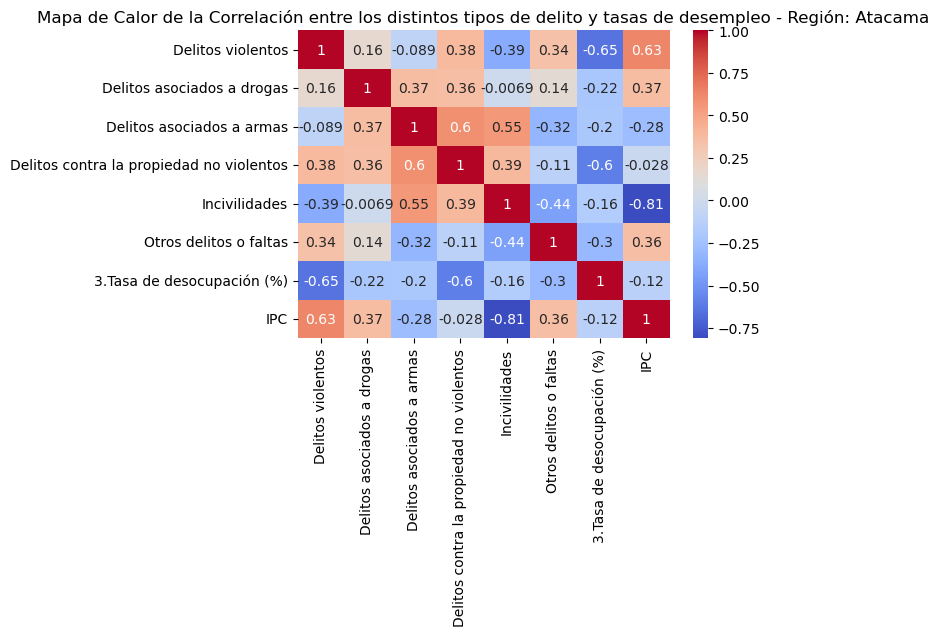 Mapa de Calor de la Correlación entre los distintos tipos de delito y tasas de desempleo - Región: Atacama
Delitos violentos 1 0.16 -0.089 0.38 -0.39 0.34 -0.65 0.63
Delitos asociados a drogas 0.16 1 0.37 0.36 -0.0069 0.14 -0.22 0.37
Delitos asociados a armas -0.089 0.37 1 0.6 0.55 -0.32 -0.2 -0.28
Delitos contra la propiedad no violentos 0.38 0.36 0.6 1 0.39 -0.11 -0.6 -0.028
Incivilidades -0.39 -0.0069 0.55 0.39 1 -0.44 -0.16 -0.81
Otros delitos o faltas 0.34 0.14 -0.32 -0.11 -0.44 1 -0.3 0.36
3.Tasa de desocupación (%) -0.65 -0.22 -0.2 -0.6 -0.16 -0.3 1 -0.12
IPC 0.63 0.37 -0.28 -0.028 -0.81 0.36 -0.12 1
Delitos violentos
Delitos asociados a drogas
Delitos asociados a armas
Delitos contra la propiedad no violentos
Incivilidades
Otros delitos o faltas
3.Tasa de desocupación (%)
IPC
1.00
0.75
0.50
0.25
0.00
−0.25
−0.50
−0.75